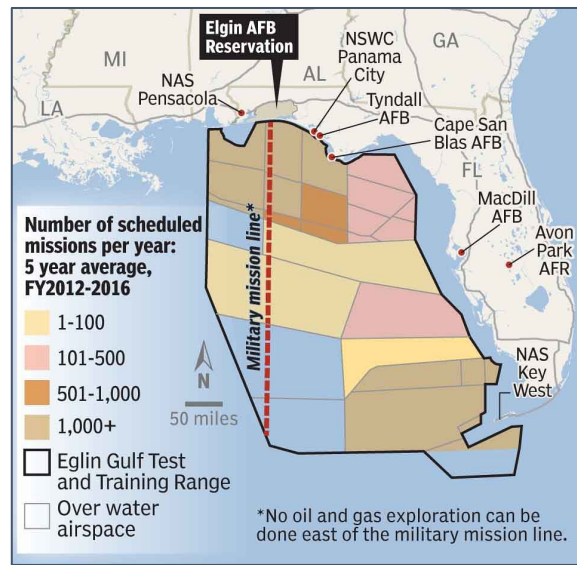 Elgin AFB
Reservation
NSWC
Panama
City
GA
MI
AL
NAS
Pensacola
Tyndall
AFB
LA
Cape San
Blas AFB
FL
MacDill
AFB
Avon
Park
AFR
Number of scheduled
missions per year:
5 year average,
FY2012-2016
1-100
101-500
501-1,000
1,000+
Eglin Gulf Test
and Training Range
Over water
airspace
Military mission line*
N
50 miles
NAS
Key
West
*No oil and gas exploration can be
done east of the military mission line.